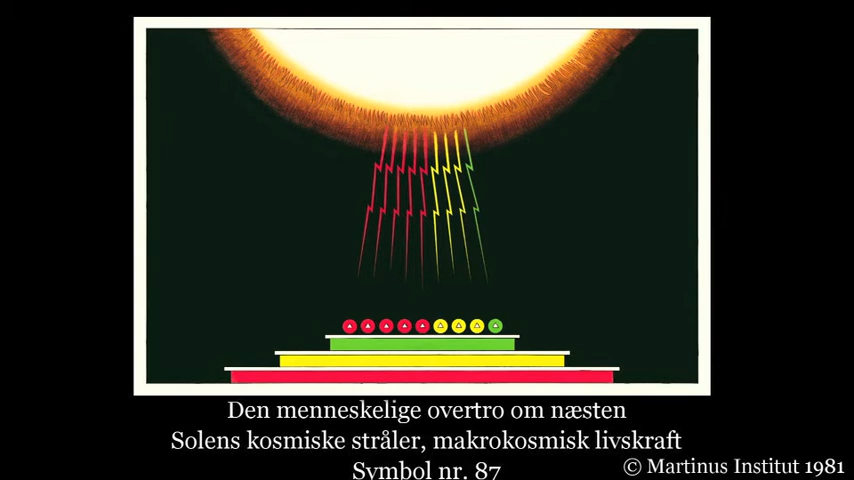 Den menneskelige overtro om næsten
Solens kosmiske stråler, makrokosmisk livskraft
Symbol nr. 87
© Martinus Institut 1981